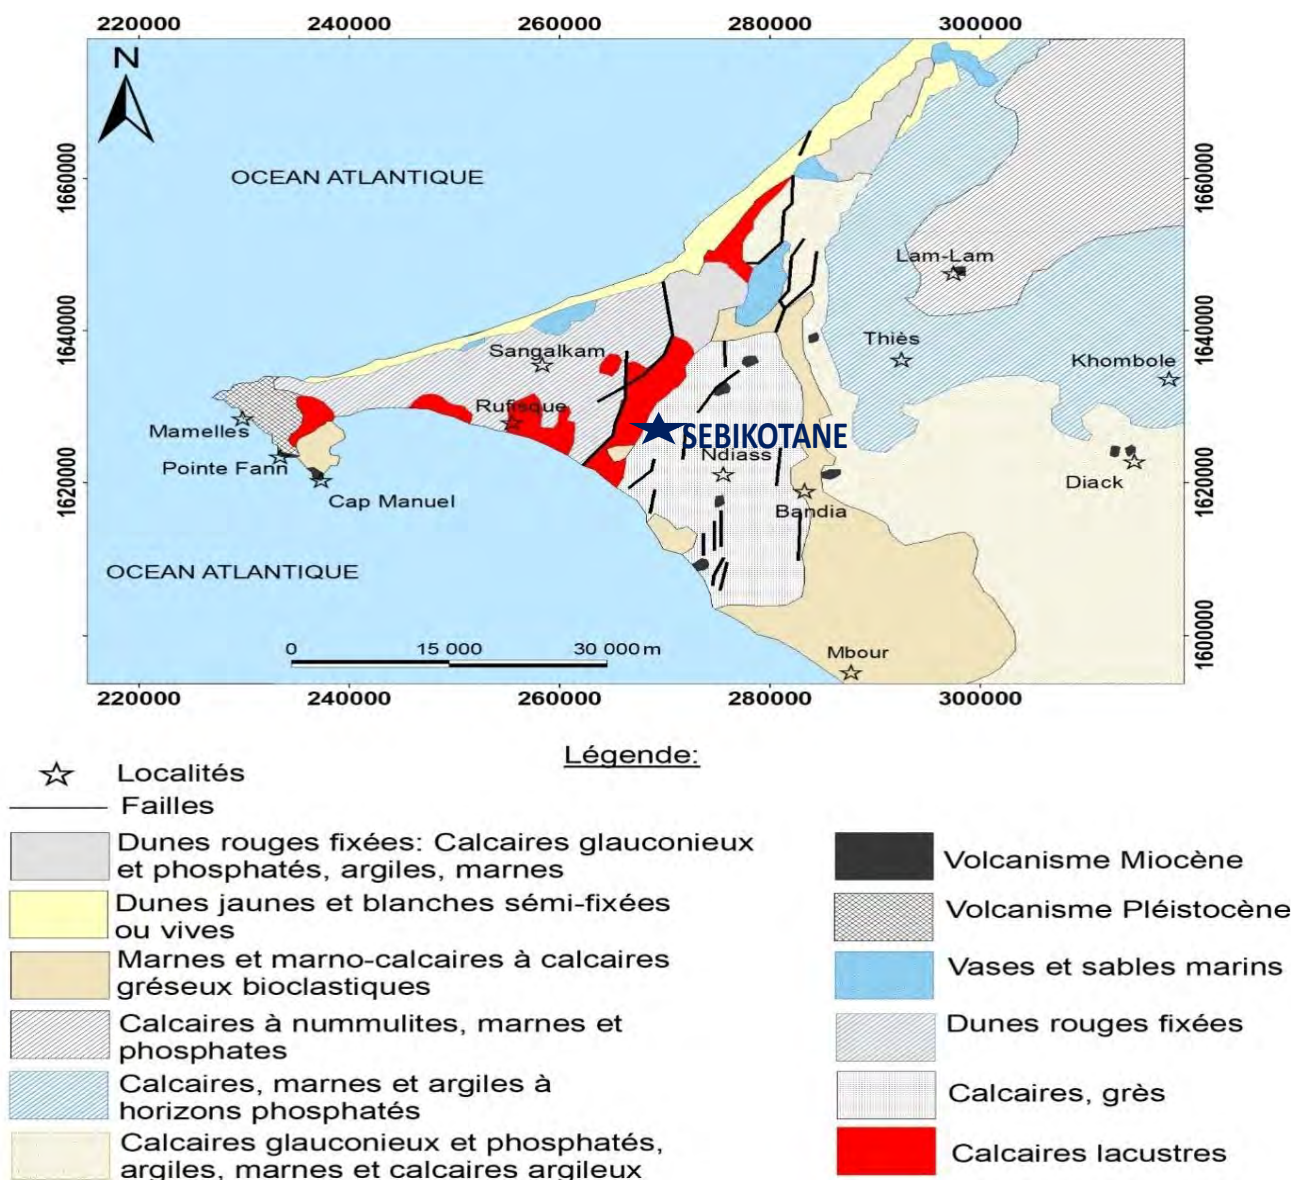 220000 240000 260000 280000 300000
N
OCEAN ATLANTIQUE
1660000 1660000
Lam-Lam
1640000 1640000
Sangalkam
Thiès
Khombole
Rufisque
Mamelles
SEBIKOTANE
Pointe Fann
Ndiass
Cap Manuel
Diack
1620000 1620000
Bandia
OCEAN ATLANTIQUE
0 15 000 30 000 m
1600000
Mbour
220000 240000 260000 280000 300000
Légende:
Localités
Failles
Dunes rouges fixées: Calcaires glauconieux
et phosphatés, argiles, marnes
Dunes jaunes et blanches sémi-fixées
ou vives
Marnes et marno-calcaires à calcaires
gréseux bioclastiques
Calcaires à nummulites, marnes et
phosphates
Calcaires, marnes et argiles à
horizons phosphatés
Calcaires glauconieux et phosphatés,
argiles, marnes et calcaires argileux
Volcanisme Miocène
Volcanisme Pléistocène
Vases et sables marins
Dunes rouges fixées
Calcaires, grès
Calcaires lacustres